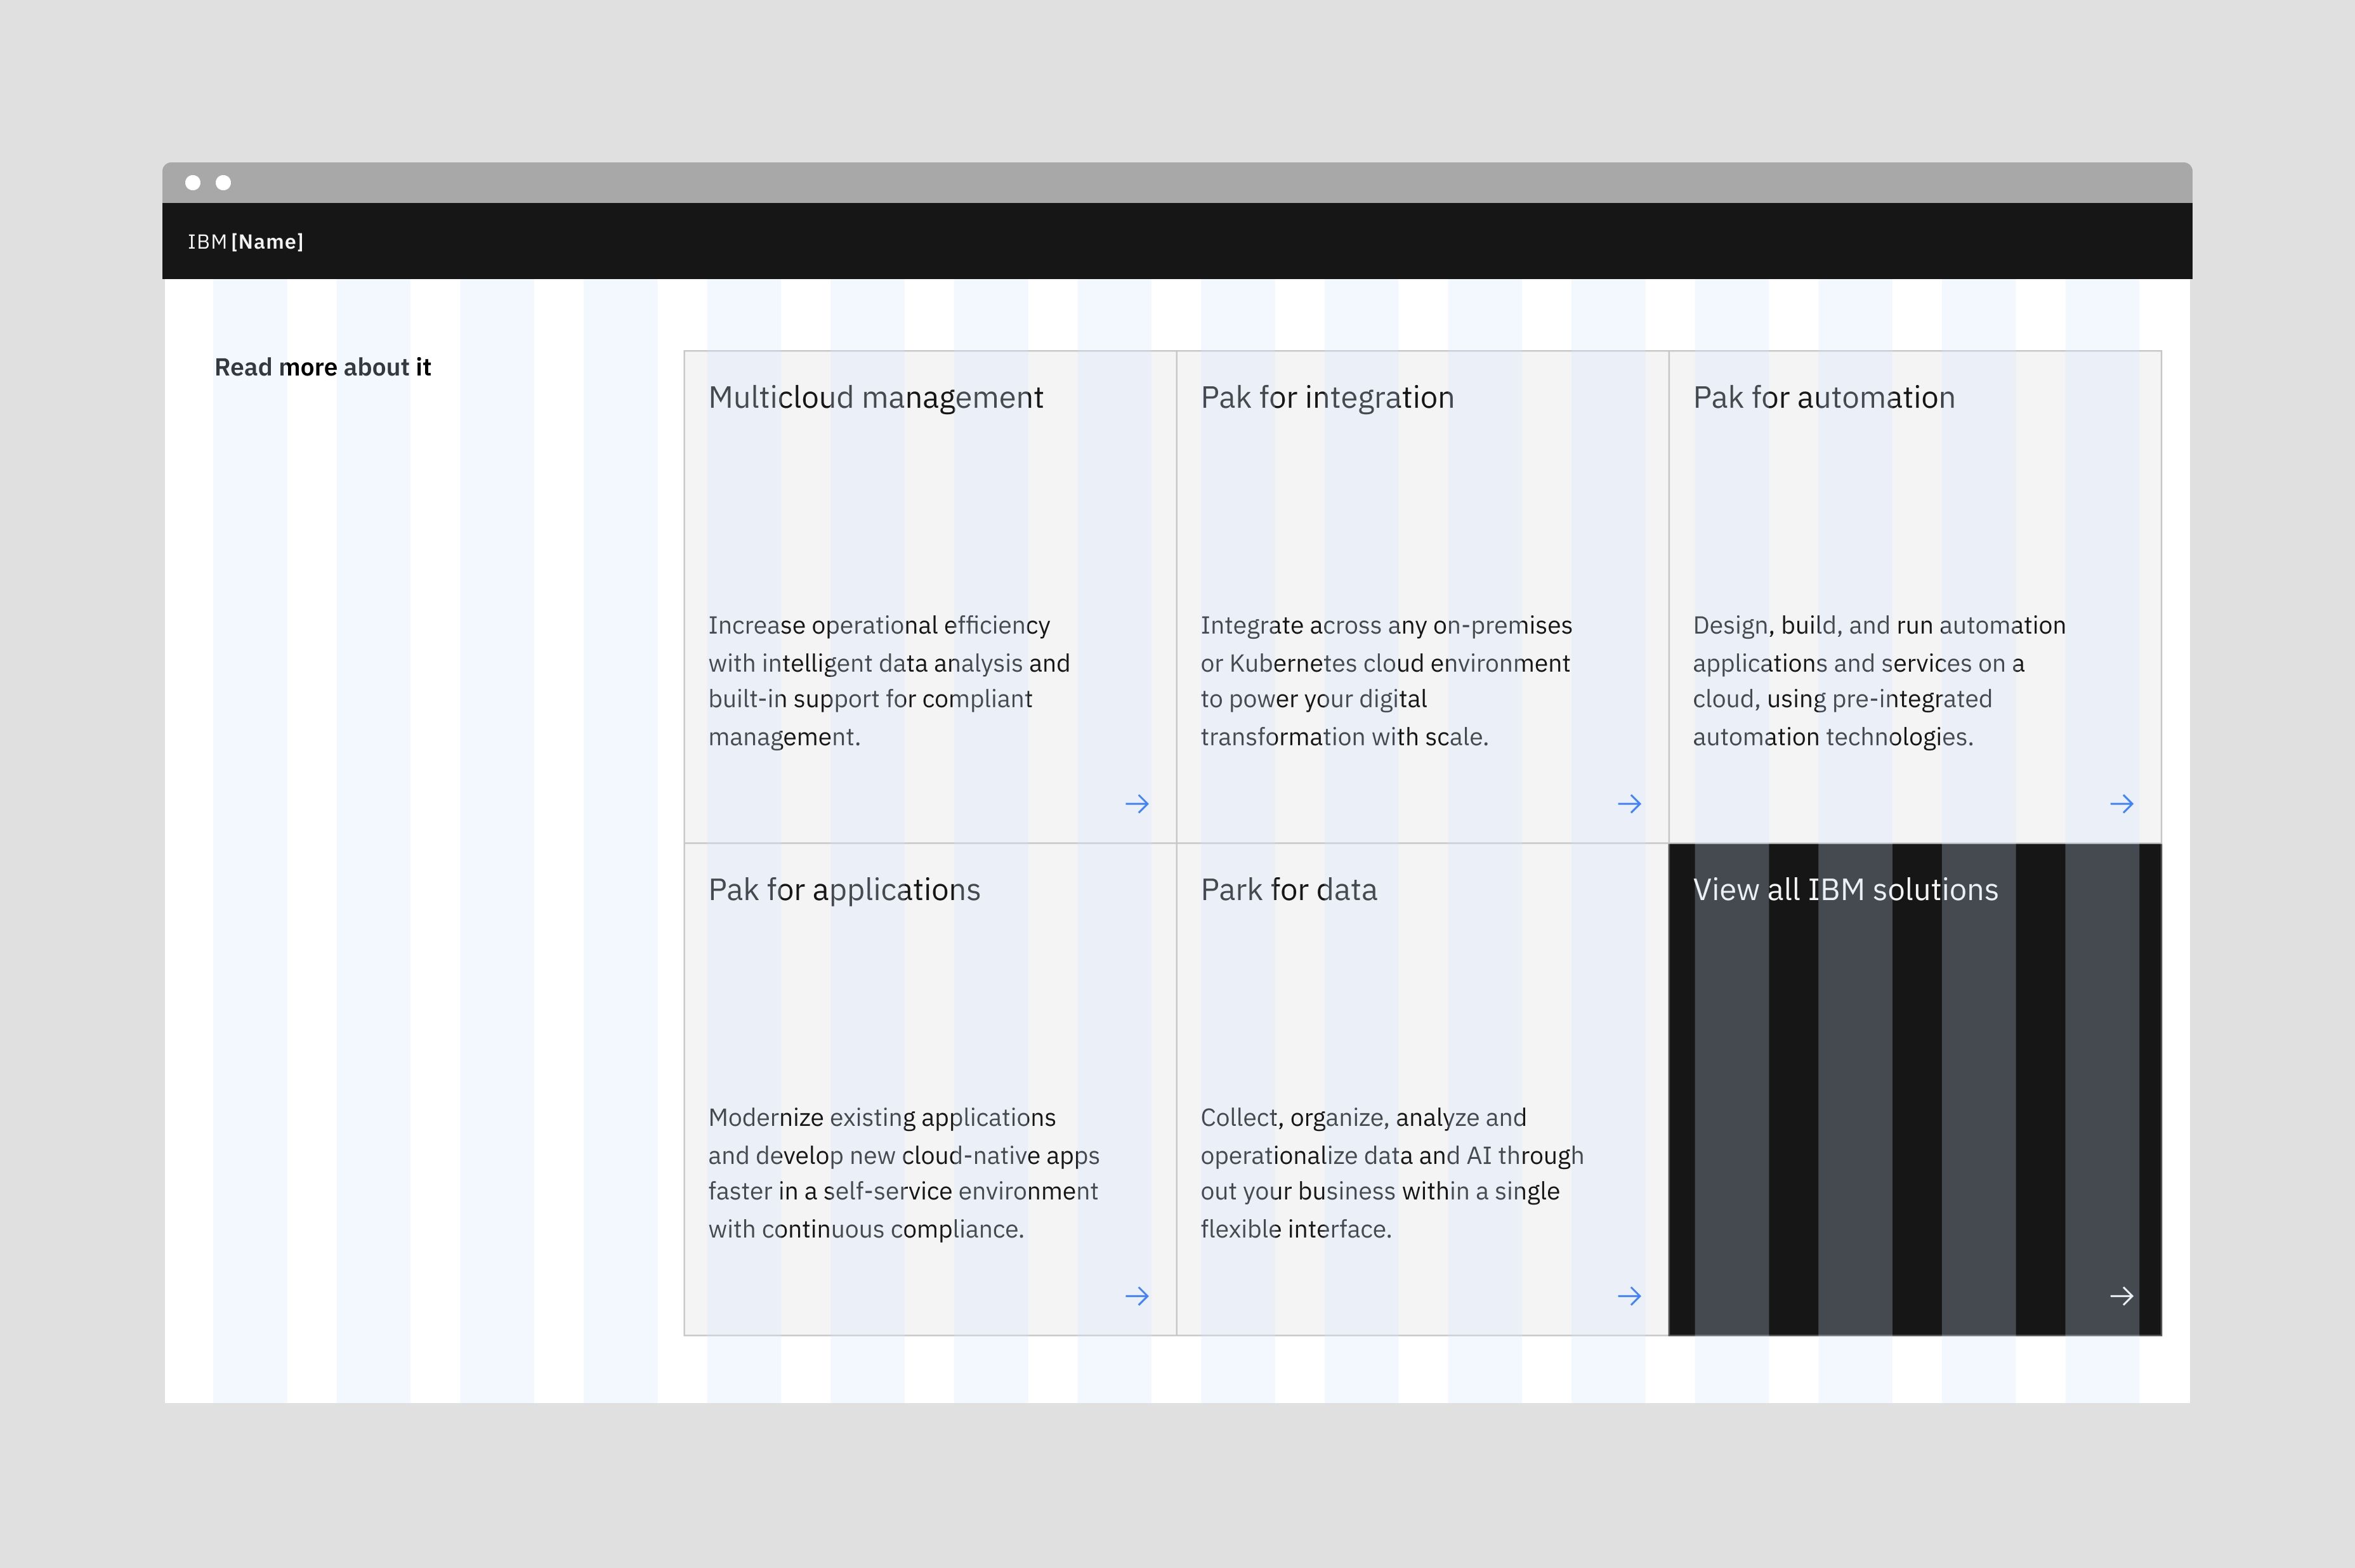 IBM [Name]
Read more about it
Multicloud management
Increase operational efficiency
with intelligent data analysis and
built-in support for compliant
management.
Pak for integration
Integrate across any on-premises
or Kubernetes cloud environment
to power your digital
transformation with scale.
Pak for automation
Design, build, and run automation
applications and services on a
cloud, using pre-integrated
automation technologies.
Pak for applications
Modernize existing applications
and develop new cloud-native apps
faster in a self-service environment
with continuous compliance.
Park for data
Collect, organize, analyze and
operationalize data and AI through
out your business within a single
flexible interface.
View all IBM solutions